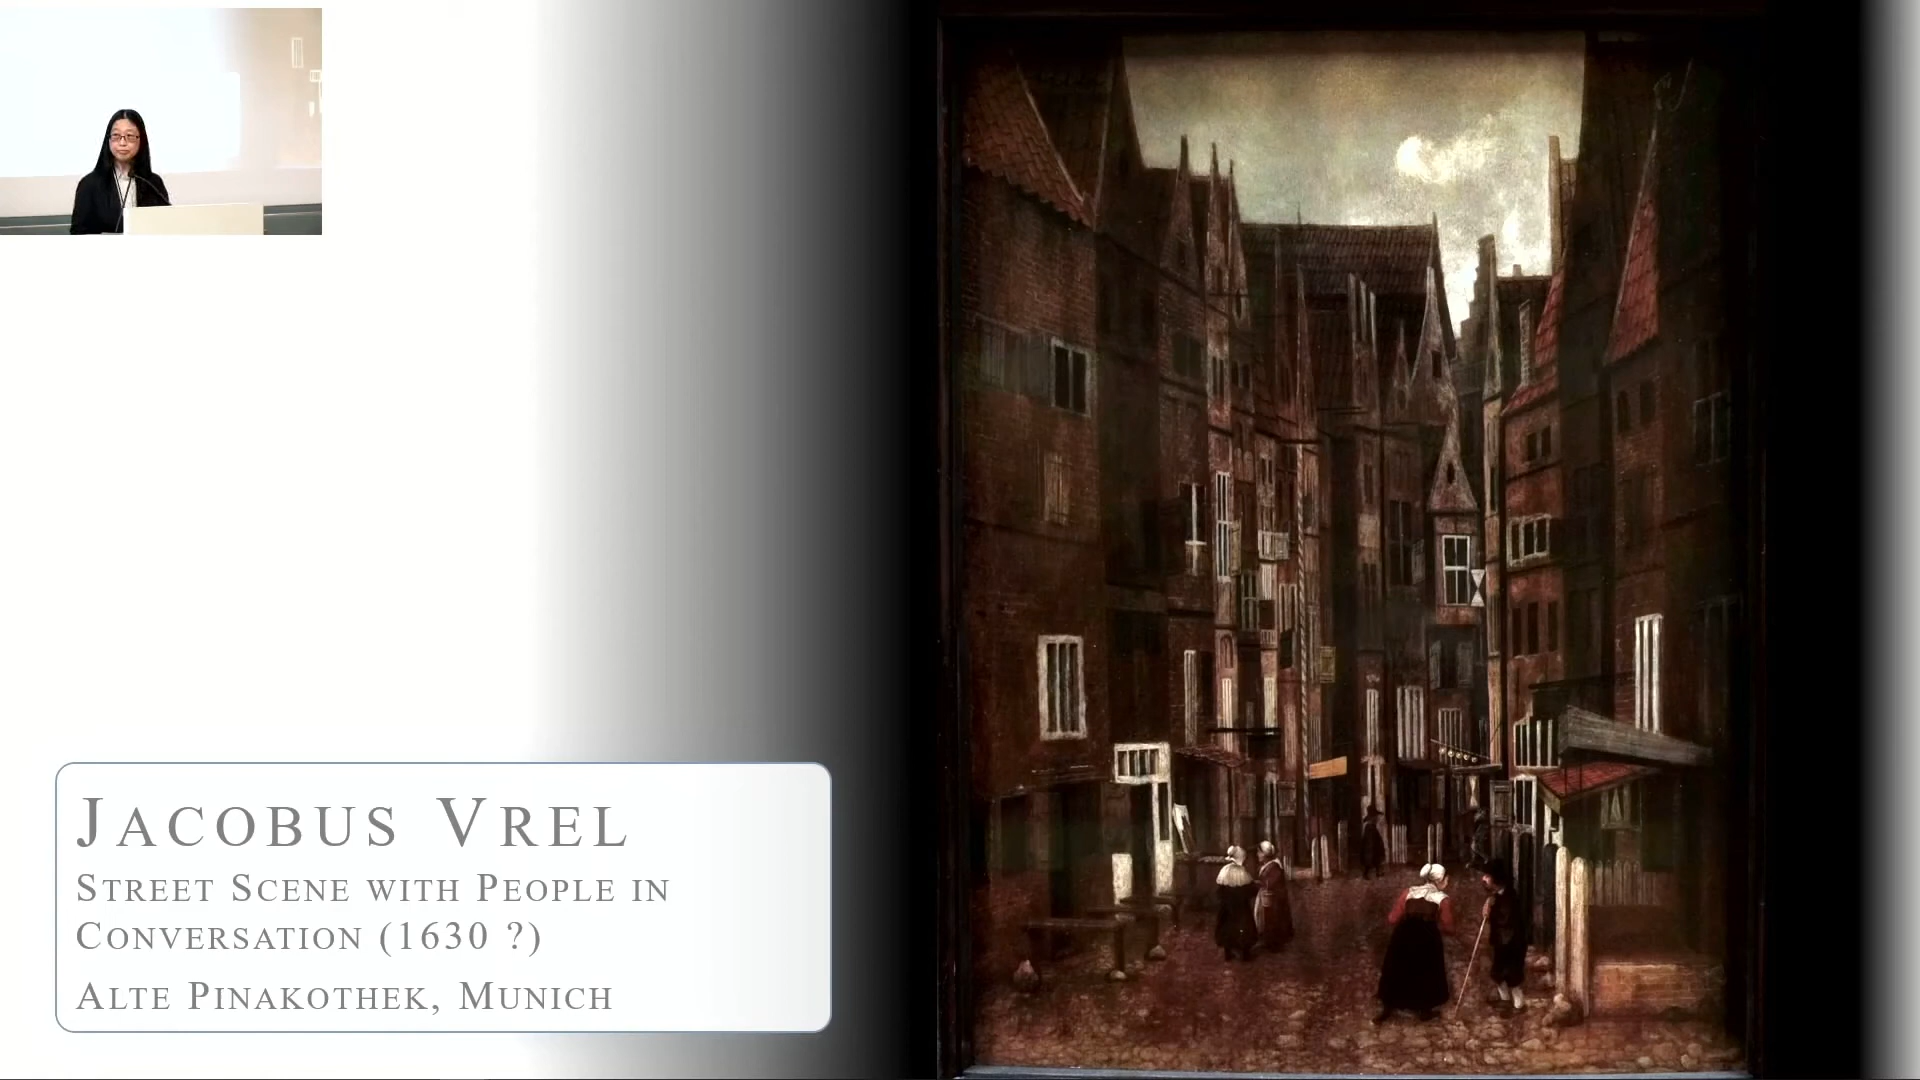 Jacobus Vrel
Street Scene with People in
Conversation (1630 ?)
Alte Pinakothek, Munich